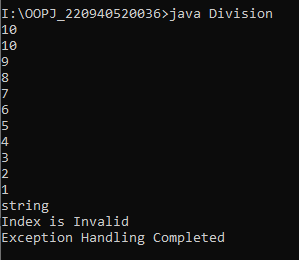 I:\OOPJ_220940520036>java Division
10
10
9
8
7
6
5
4
3
2
1
string
Index is Invalid
Exception Handling Completed